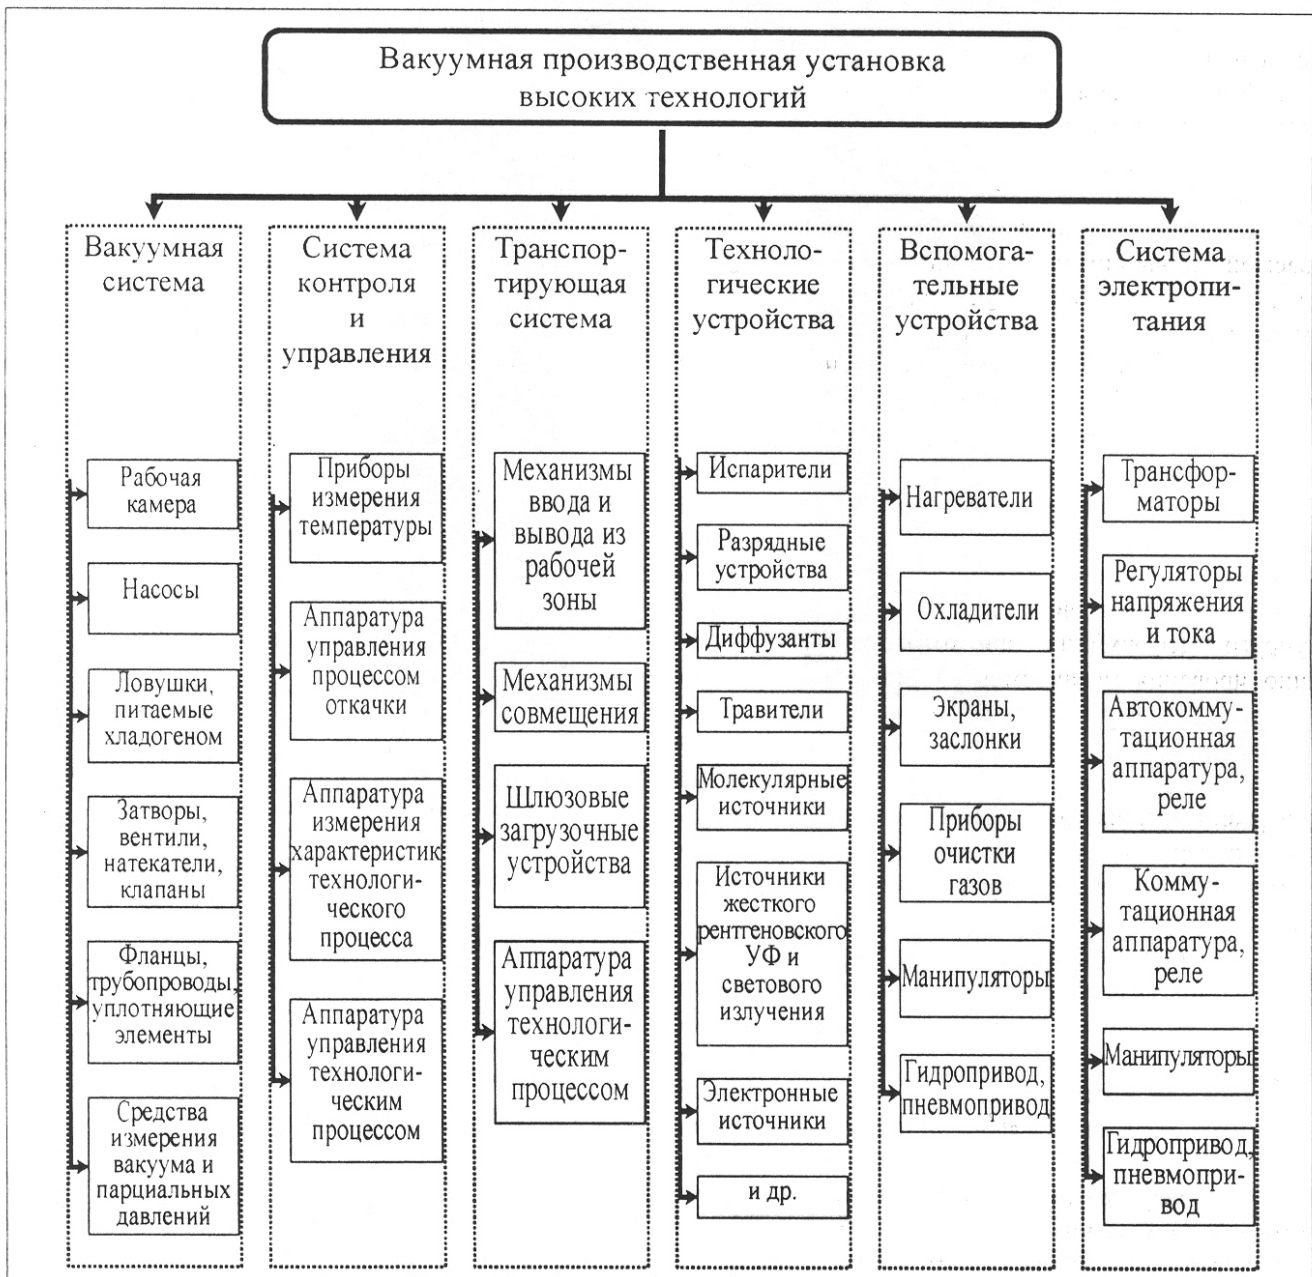 Вакуумная производственная установка
высоких технологий
Вакуумная
система
Рабочая
камера
Насосы
Ловушки,
питаемые
хладогеном
Затворы,
вентили,
натекатели,
клапаны
Фланцы,
трубопроводы,
уплотняющие
элементы
Средства
измерения
вакуума и
парциальных
давлений
Система
контроля
и
управления
Приборы
измерения
температуры
Аппаратура
управления
процессом
откачки
Аппаратура
измерения
характеристик
технологи-
ческого
процесса
Аппаратура
управления
технологи-
ческим
процессом
Транспор-
тирующая
система
Механизмы
ввода и
вывода из
рабочей
зоны
Механизмы
совмещения
Шлюзовые
загрузочные
устройства
Аппаратура
управления
технологи-
ческим
процессом
Техноло-
гические
устройства
Испарители
Разрядные
устройства
Диффузанты
Травители
Молекулярные
источники
Источники
жесткого
рентгеновского
УФ и
светового
излучения
Электронные
источники
и др.
Вспомога-
тельные
устройства
Нагреватели
Охладители
Экраны,
заслонки
Приборы
очистки
газов
Манипуляторы
Гидропривод,
пневмопривод
Система
электропи-
тания
Трансфор-
маторы
Регуляторы
напряжения
и тока
Автокомму-
тационная
аппаратура,
реле
Комму-
тационная
аппаратура,
реле
Манипуляторы
Гидропривод,
пневмопри-
вод